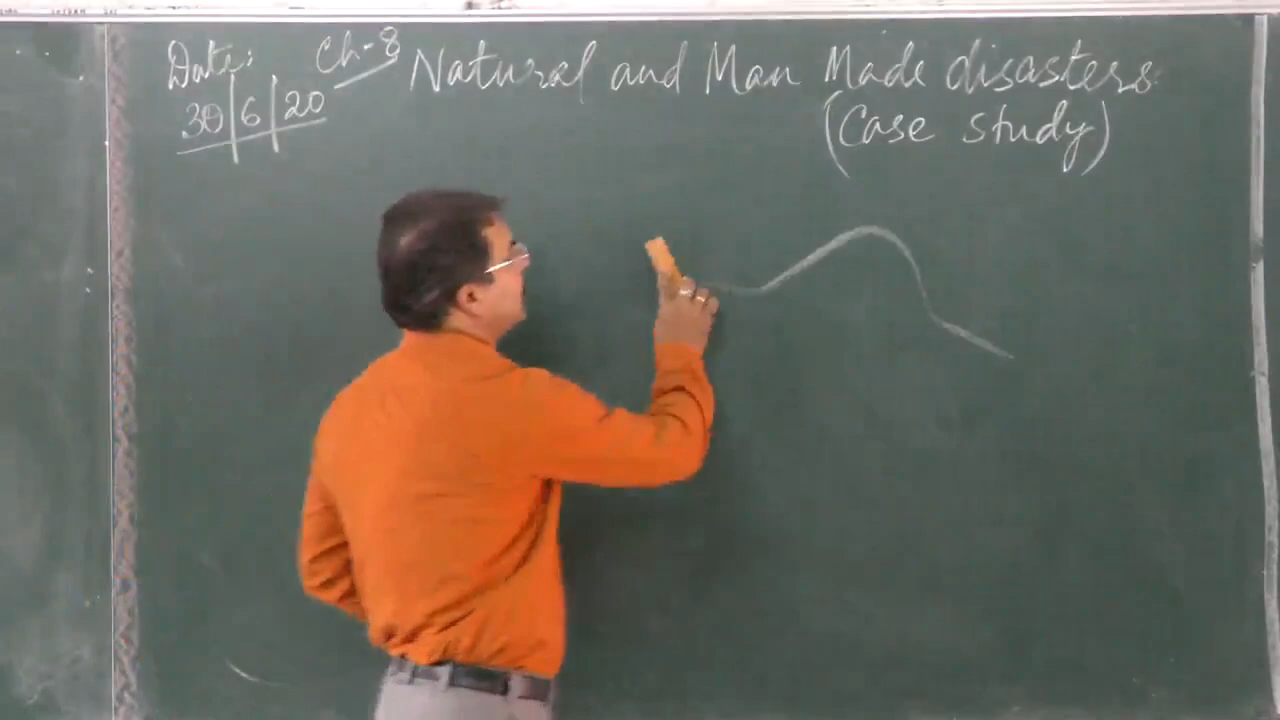 Date: Ch-8 Natural and Man Made disasters
30|6|20 (Case study)